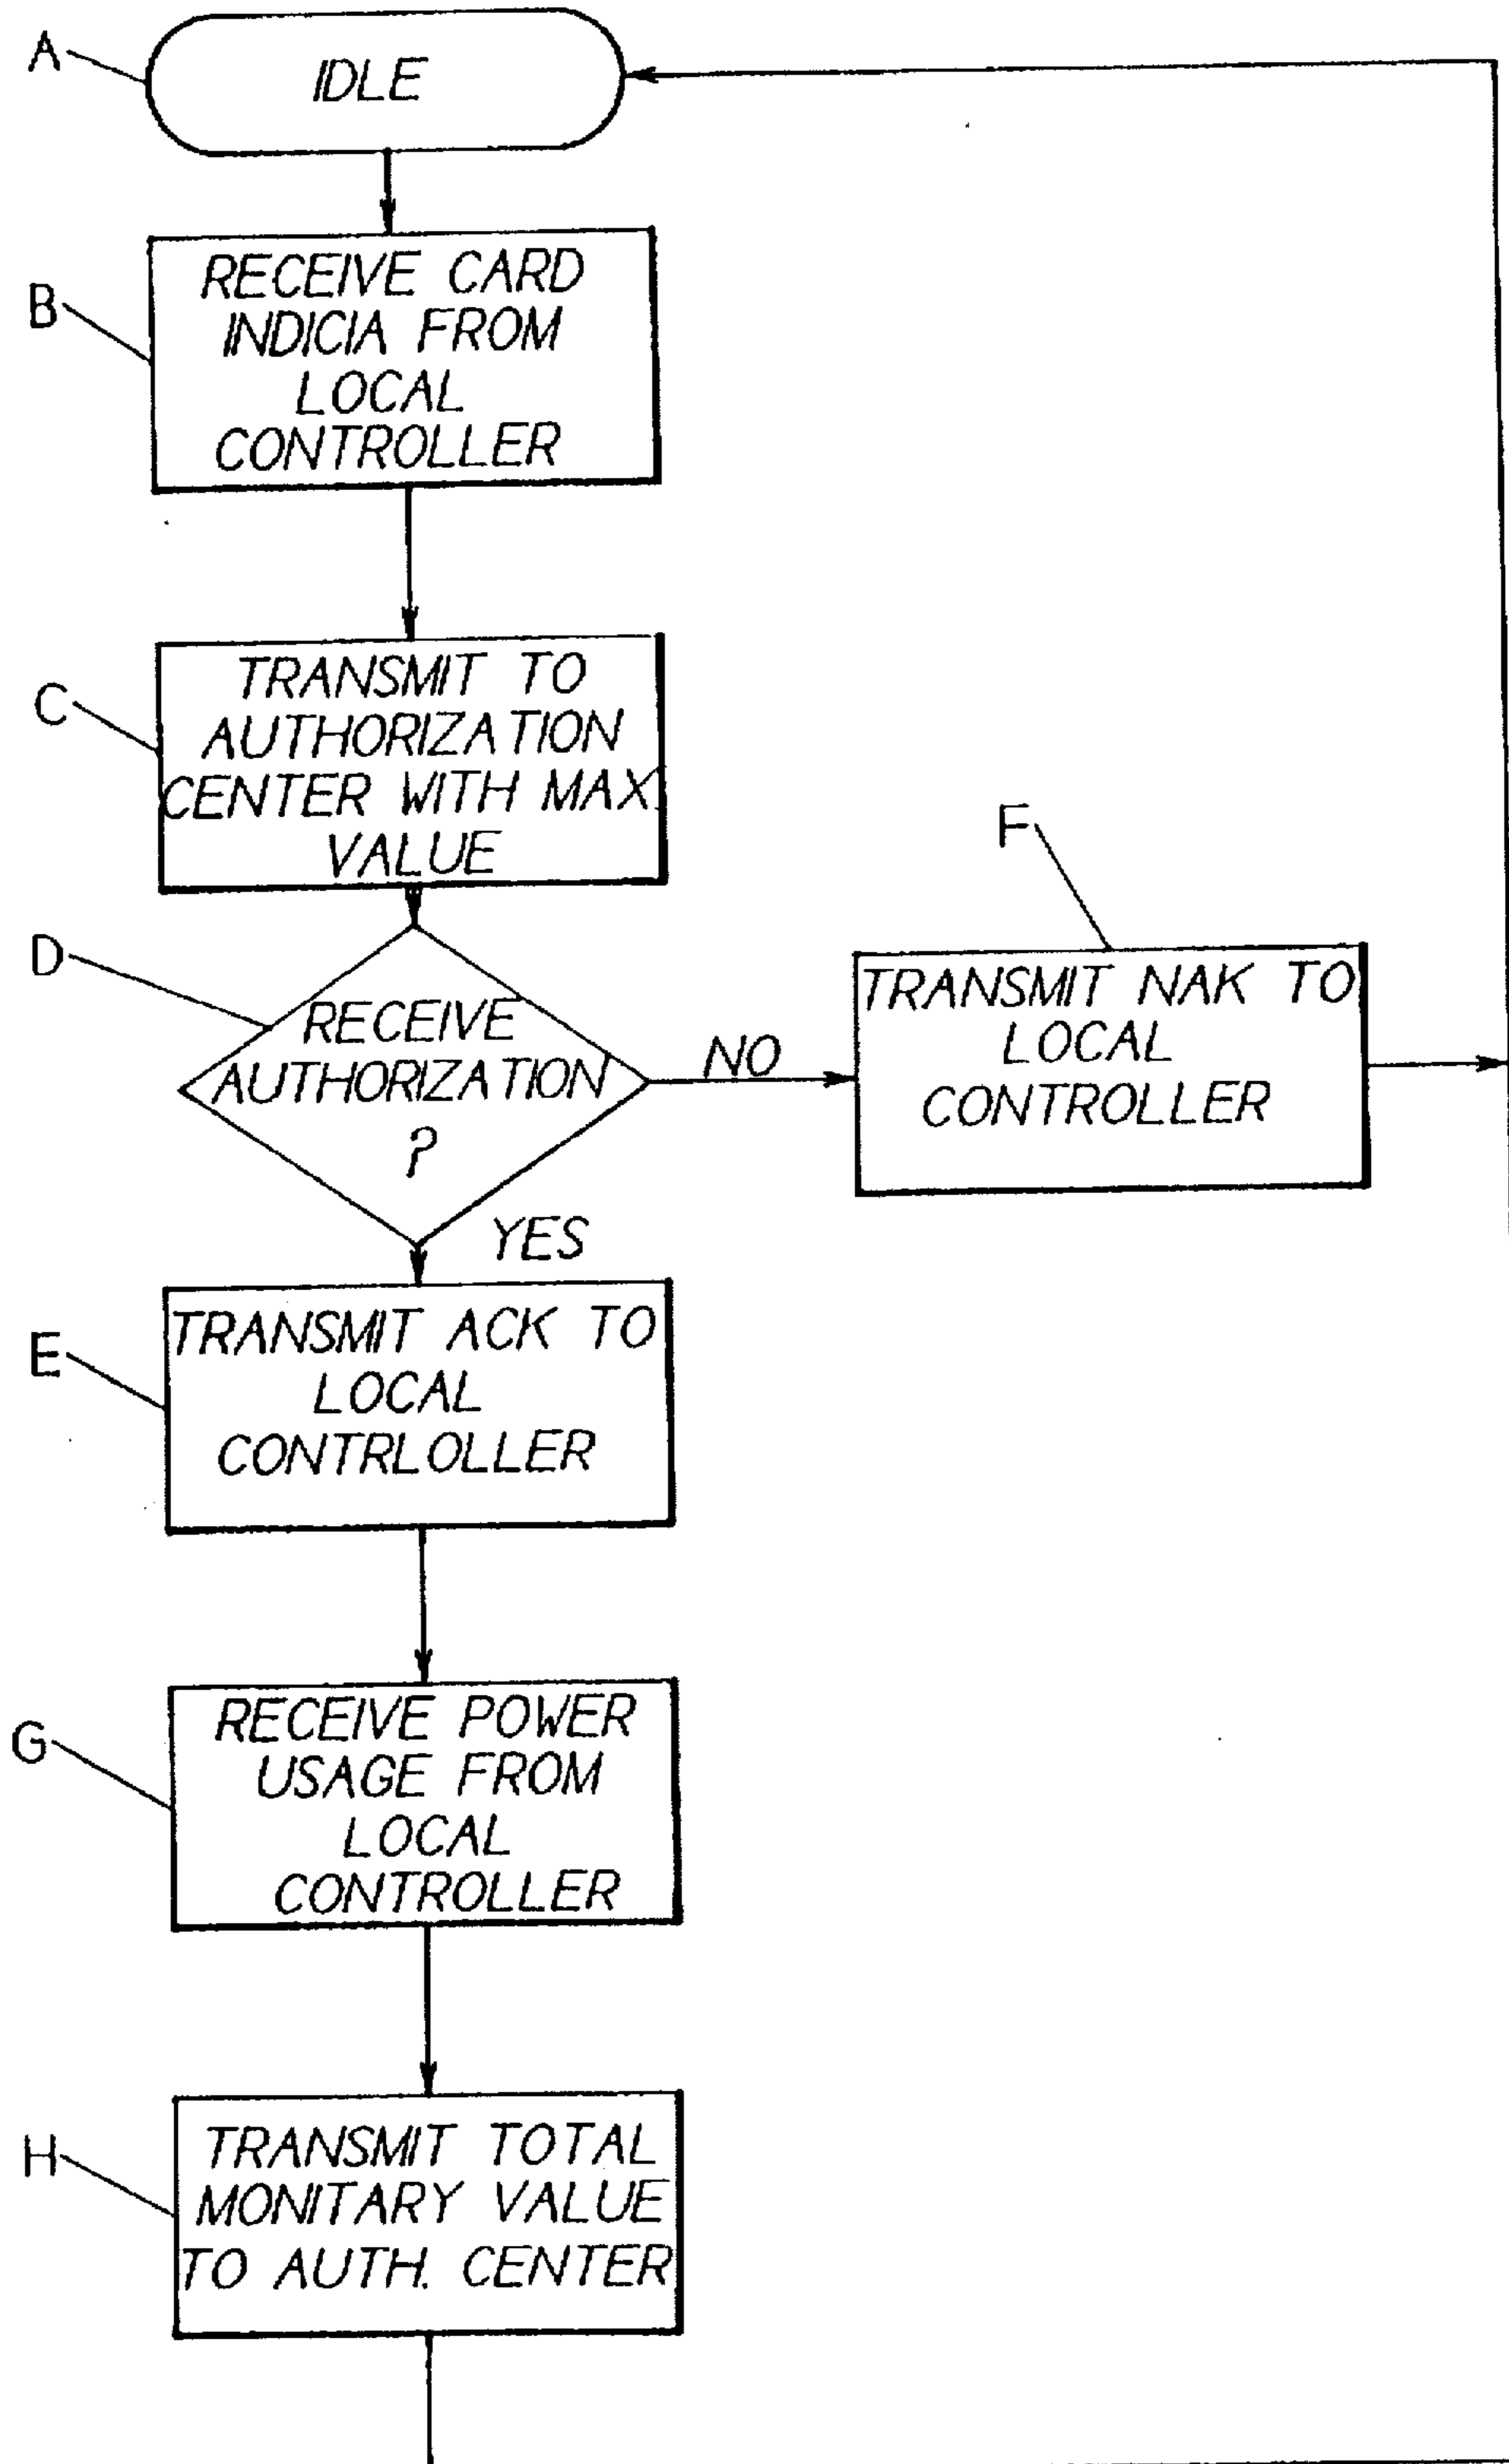 A
IDLE
B
RECEIVE CARD
INDICIA FROM
LOCAL
CONTROLLER
C
TRANSMIT TO
AUTHORIZATION
CENTER WITH MAX.
VALUE
D
RECEIVE
AUTHORIZATION
?
NO
YES
F
TRANSMIT NAK TO
LOCAL
CONTROLLER
E
TRANSMIT ACK TO
LOCAL
CONTRLOLLER
G
RECEIVE POWER
USAGE FROM
LOCAL
CONTROLLER
H
TRANSMIT TOTAL
MONITARY VALUE
TO AUTH. CENTER